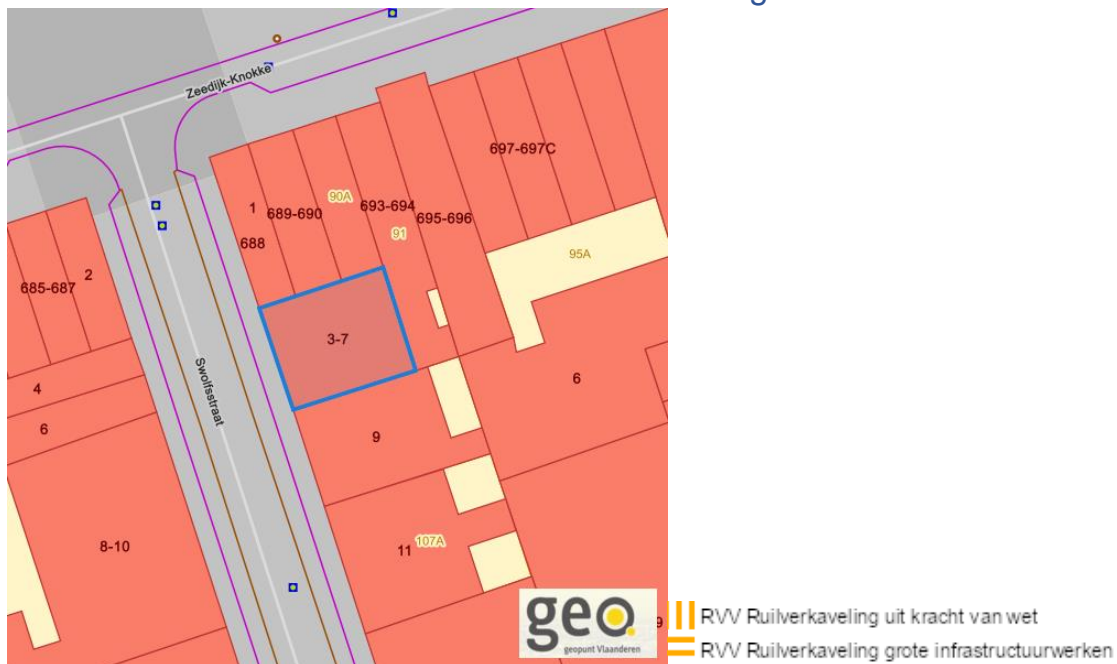 Zeedijk-Knokke
697-697C
90A
693-694
1
689-690
695-696
91
688
95A
2
685-687
3-7
4
6
Swolfsstraat
6
9
8-10
11
107A
geo
geopunt Vlaanderen
9
RVV Ruilverkaveling uit kracht van wet
RVV Ruilverkaveling grote infrastructuurwerken